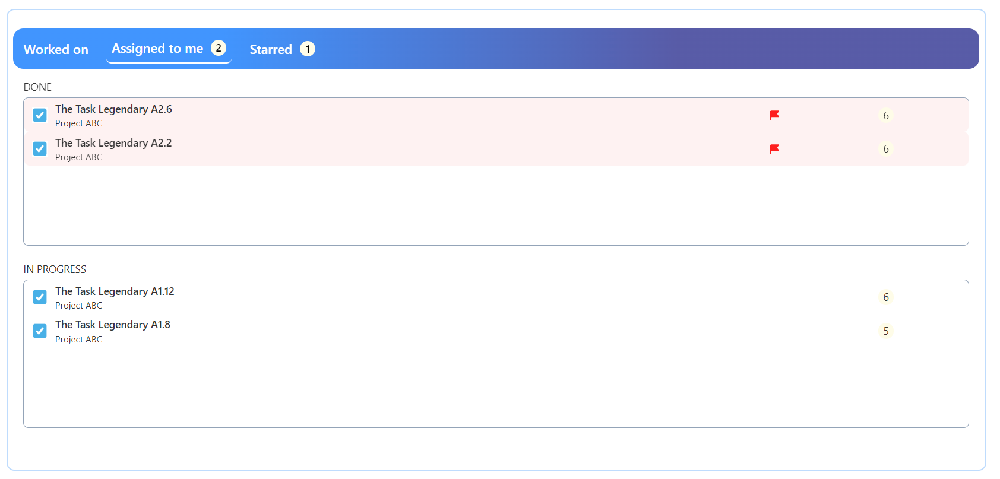 Worked on Assigned to me 2 Starred 1
DONE
The Task Legendary A2.6
Project ABC
6
The Task Legendary A2.2
Project ABC
6
IN PROGRESS
The Task Legendary A1.12
Project ABC
6
The Task Legendary A1.8
Project ABC
5